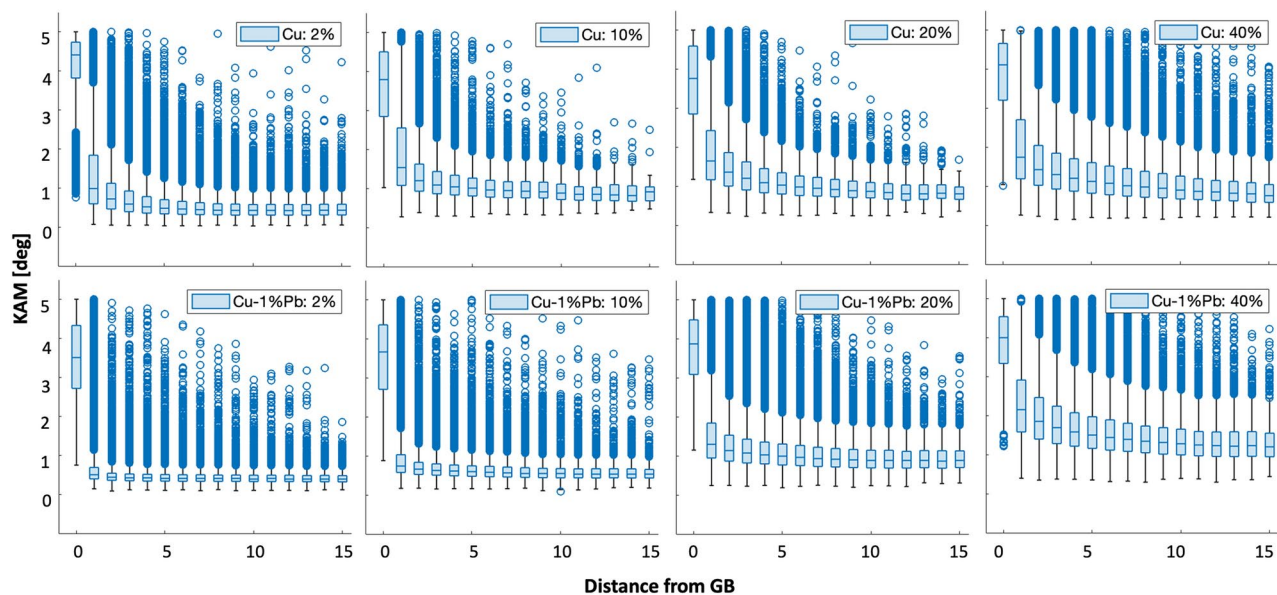 Cu: 2%
Cu: 10%
Cu: 20%
Cu: 40%
5
4
3
2
1
0
KAM [deg]
Cu-1%Pb: 2%
Cu-1%Pb: 10%
Cu-1%Pb: 20%
Cu-1%Pb: 40%
5
4
3
2
1
0
0 5 10 15 0 5 10 15 0 5 10 15 0 5 10 15
Distance from GB